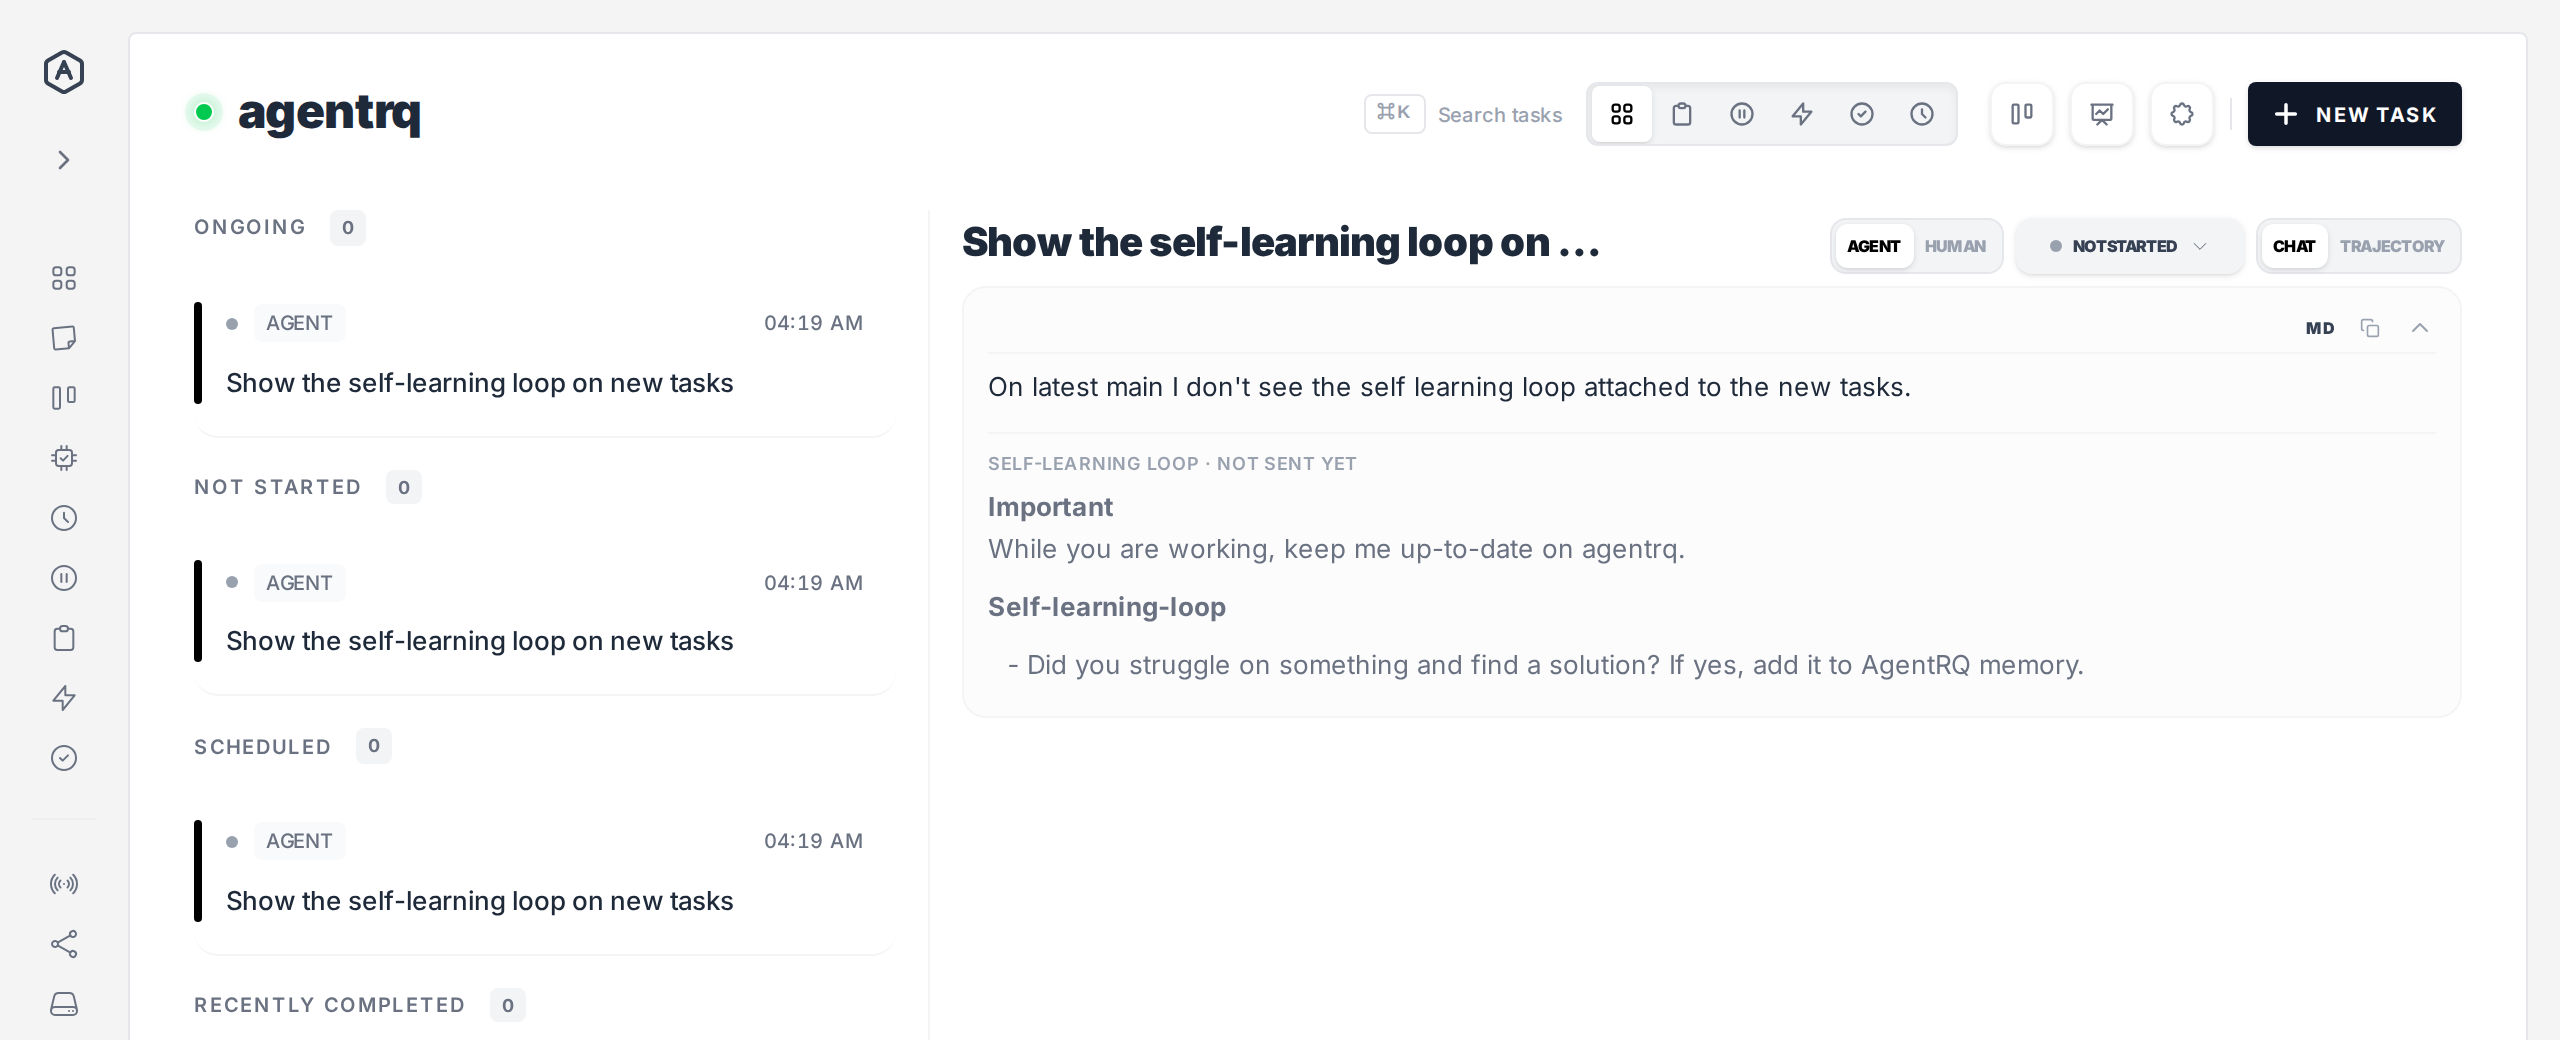 agentrq
⌘K Search tasks
NEW TASK
ONGOING 0
AGENT 04:19 AM
Show the self-learning loop on new tasks
NOT STARTED 0
AGENT 04:19 AM
Show the self-learning loop on new tasks
SCHEDULED 0
AGENT 04:19 AM
Show the self-learning loop on new tasks
RECENTLY COMPLETED 0
Show the self-learning loop on ...
AGENT HUMAN
NOTSTARTED
CHAT TRAJECTORY
MD
On latest main I don't see the self learning loop attached to the new tasks.
SELF-LEARNING LOOP · NOT SENT YET
Important
While you are working, keep me up-to-date on agentrq.
Self-learning-loop
- Did you struggle on something and find a solution? If yes, add it to AgentRQ memory.